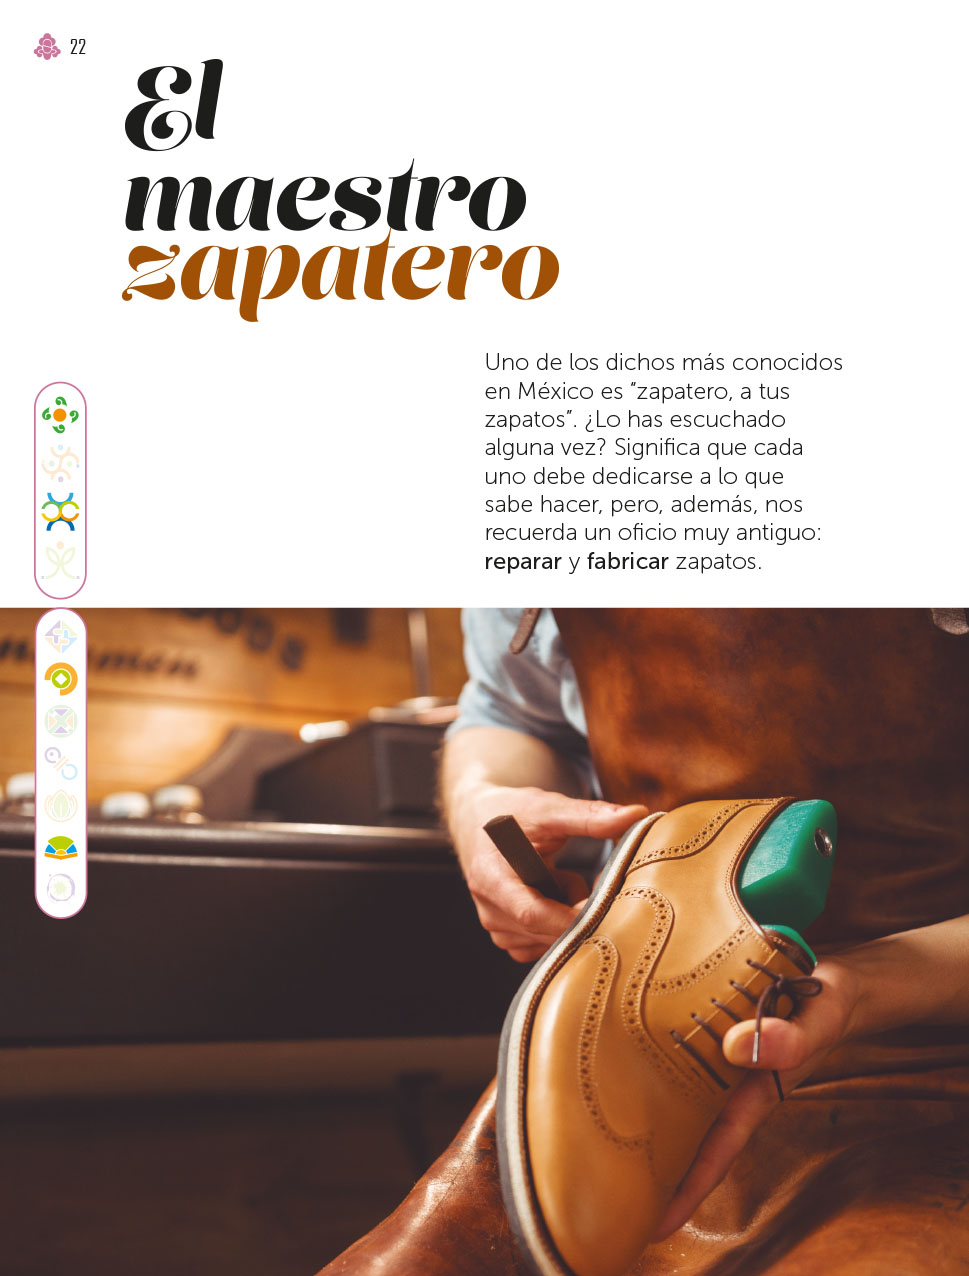 22
El
maestro
zapatero
Uno de los dichos más conocidos
en México es “zapatero, a tus
zapatos”. ¿Lo has escuchado
alguna vez? Significa que cada
uno debe dedicarse a lo que
sabe hacer, pero, además, nos
recuerda un oficio muy antiguo:
reparar y fabricar zapatos.